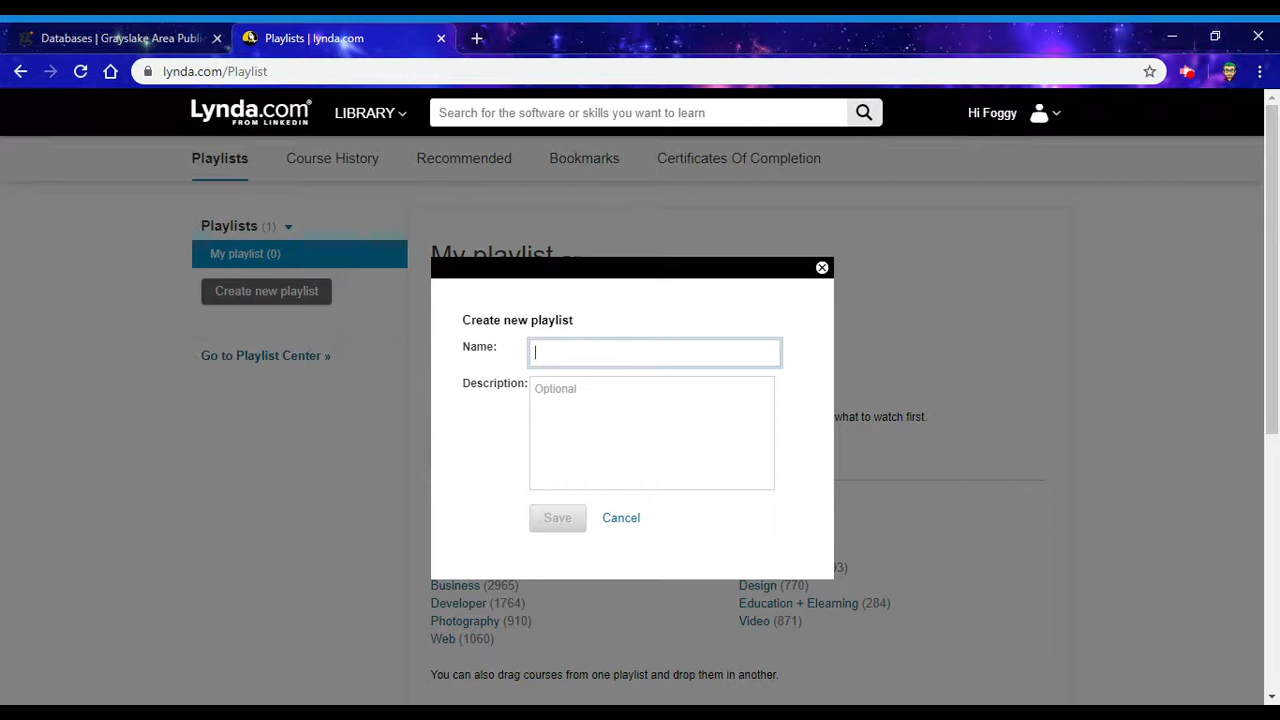 Databases | Grayslake Area Publi
Playlists | lynda.com
lynda.com/Playlist
Lynda.com
FROM LINKEDIN
LIBRARY
Search for the software or skills you want to learn
Hi Foggy
Playlists
Course History
Recommended
Bookmarks
Certificates Of Completion
Playlists (1)
My playlist (0)
Create new playlist
Go to Playlist Center »
My playlist
Create new playlist
Name:
Description:
Optional
Save
Cancel
what to watch first.
93)
Business (2965)
Design (770)
Developer (1764)
Education + Elearning (284)
Photography (910)
Video (871)
Web (1060)
You can also drag courses from one playlist and drop them in another.